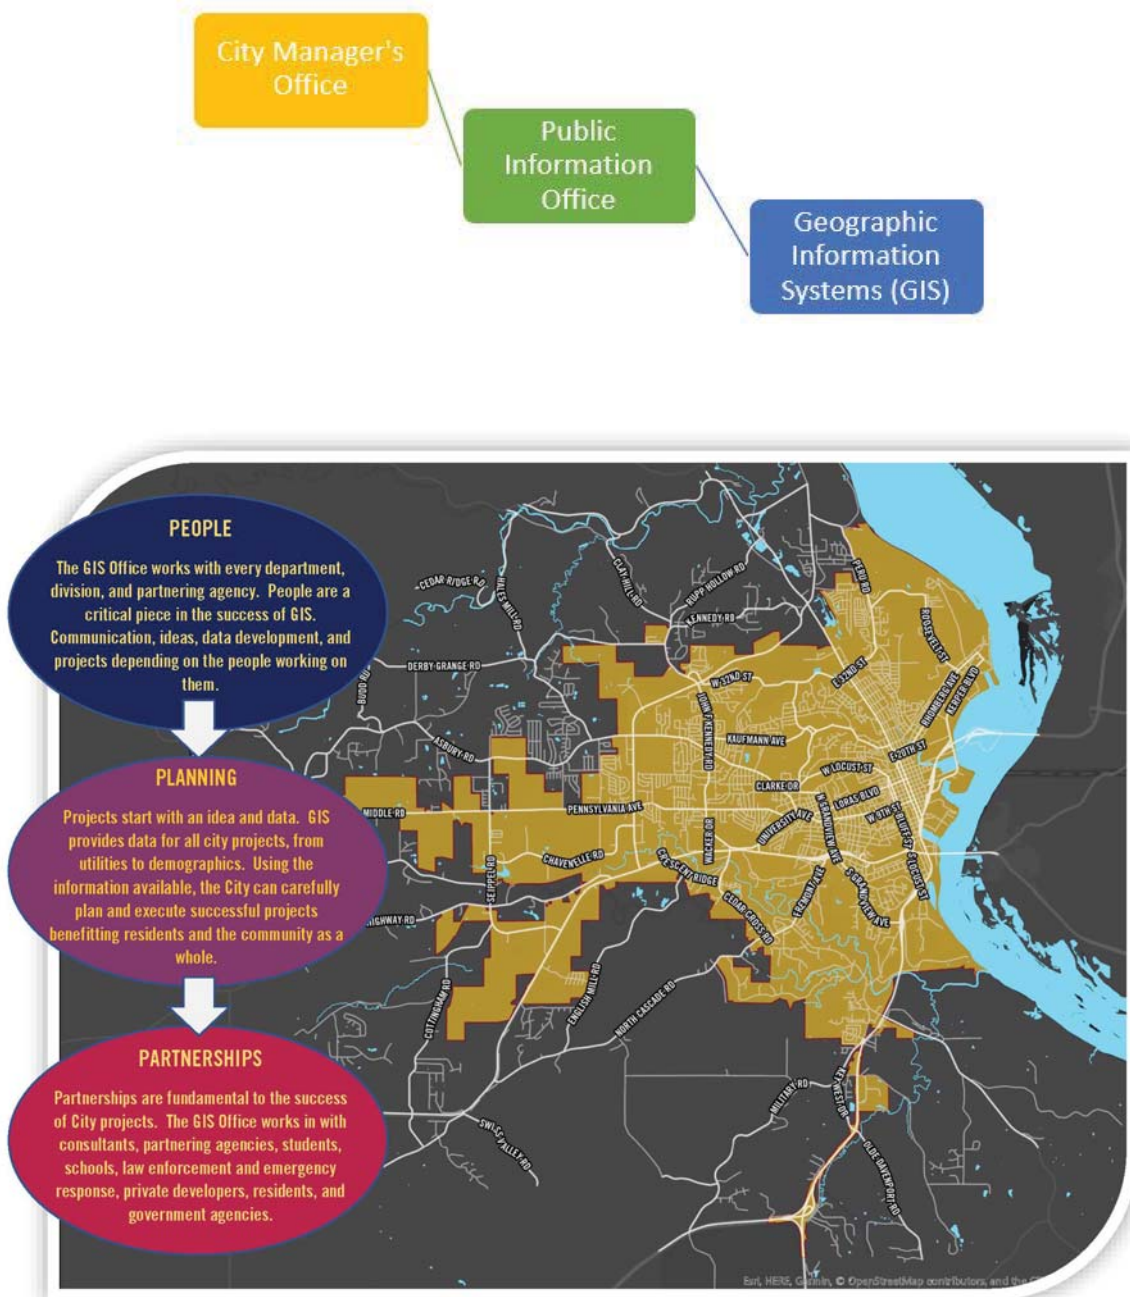 City Manager's
Office
Public
Information
Office
Geographic
Information
Systems (GIS)
PEOPLE
The GIS Office works with every department,
division, and partnering agency. People are a
critical piece in the success of GIS.
Communication, ideas, data development, and
projects depending on the people working on
them.
PLANNING
Projects start with an idea and data. GIS
provides data for all city projects, from
utilities to demographics. Using the
information available, the City can carefully
plan and execute successful projects
benefitting residents and the community as a
whole.
PARTNERSHIPS
Partnerships are fundamental to the success
of City projects. The GIS Office works in with
consultants, partnering agencies, students,
schools, law enforcement and emergency
response, private developers, residents, and
government agencies.
CEDAR RIDGE RD
HALES MILL RD
CLAY HILL RD
RUPP HOLLOW RD
KENNEDY RD
PERU RD
ROOSEVELT ST
BUDD RD
DERBY GRANGE RD
W 32ND ST
E 32ND ST
RHOMBERG AVE
KERPER BLVD
ASBURY RD
JOHN F KENNEDY RD
KAUFMANN AVE
E 20TH ST
W LOCUST ST
CLARKE DR
LORAS BLVD
MIDDLE RD
PENNSYLVANIA AVE
UNIVERSITY AVE
N GRANDVIEW AVE
W 9TH ST
BLUFF ST
S LOCUST ST
WACKER DR
CHAVENELLE RD
SEIPPEL RD
CRESCENT RIDGE
CEDAR CROSS RD
FREMONT AVE
S GRANDVIEW AVE
HIGHWAY RD
COTTINGHAM RD
ENGLISH MILL RD
NORTH CASCADE RD
MILITARY RD
KEY WEST DR
SWISS VALLEY RD
OLDE DAVENPORT RD
Esri, HERE, Garmin, © OpenStreetMap contributors, and the